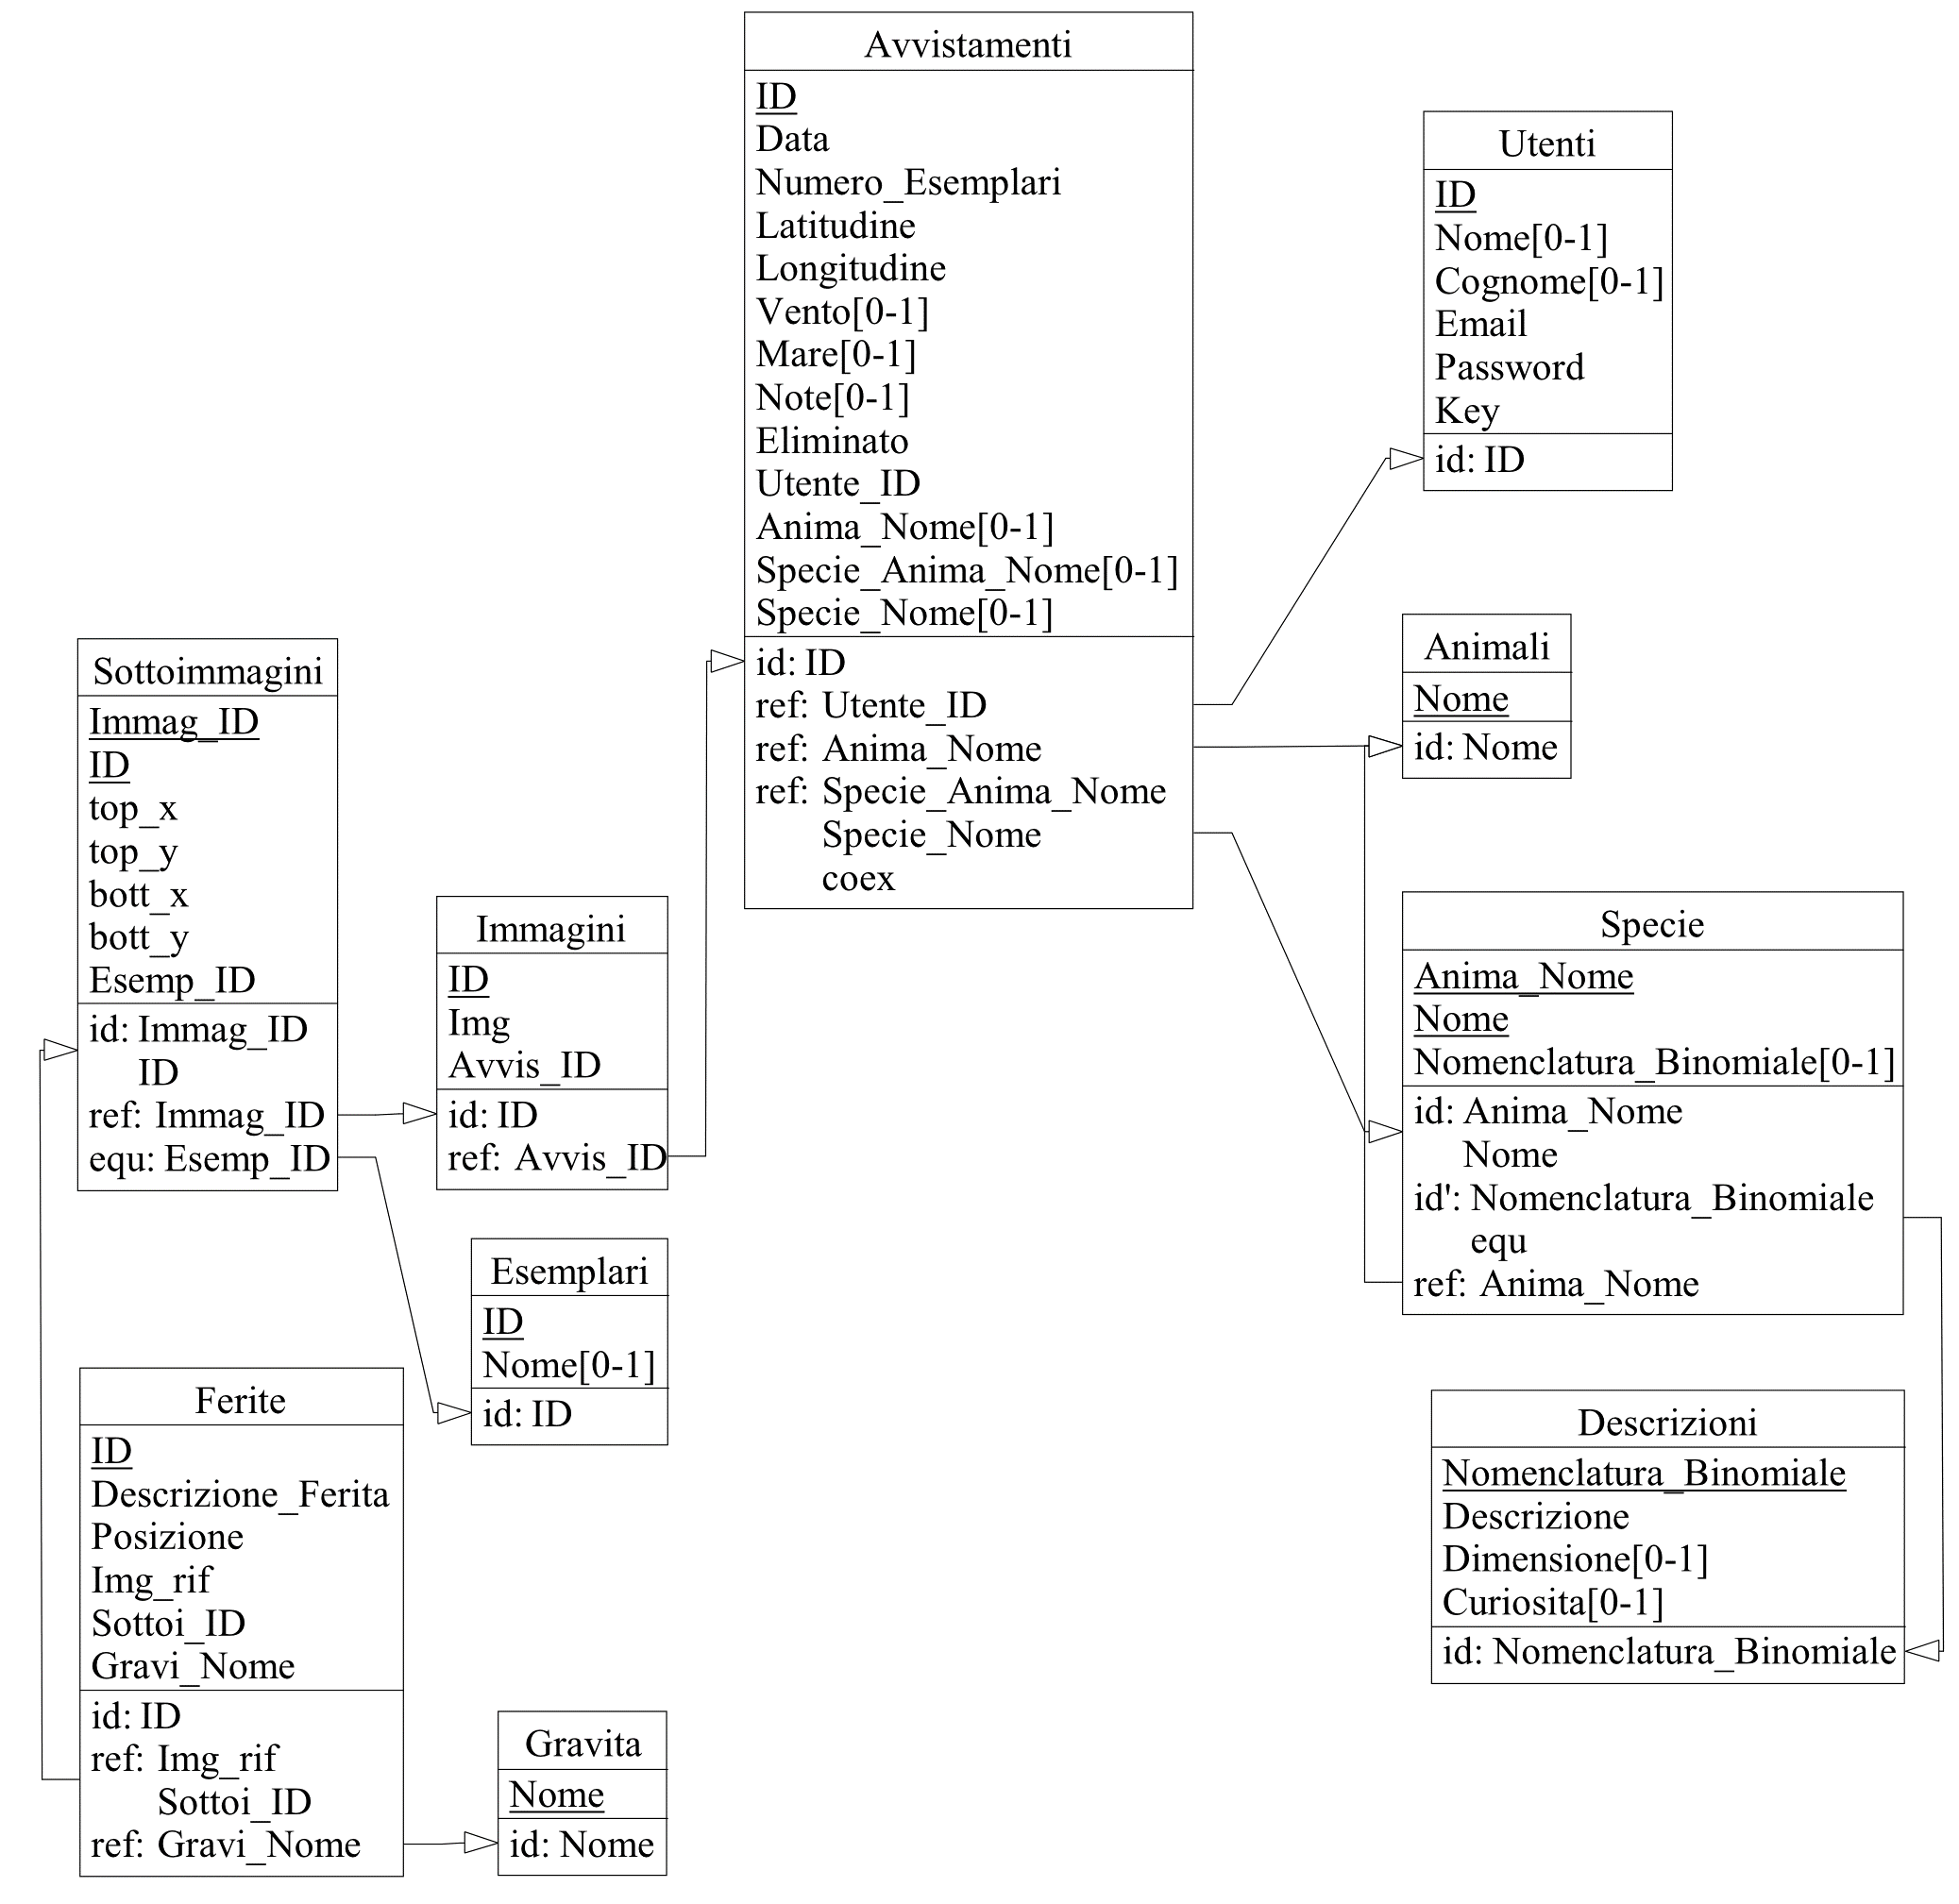 Avvistamenti
ID
Data
Numero_Esemplari
Latitudine
Longitudine
Vento[0-1]
Mare[0-1]
Note[0-1]
Eliminato
Utente_ID
Anima_Nome[0-1]
Specie_Anima_Nome[0-1]
Specie_Nome[0-1]
id: ID
ref: Utente_ID
ref: Anima_Nome
ref: Specie_Anima_Nome
Specie_Nome
coex
Utenti
ID
Nome[0-1]
Cognome[0-1]
Email
Password
Key
id: ID
Animali
Nome
id: Nome
Sottoimmagini
Immag_ID
ID
top_x
top_y
bott_x
bott_y
Esemp_ID
id: Immag_ID
ID
ref: Immag_ID
equ: Esemp_ID
Immagini
ID
Img
Avvis_ID
id: ID
ref: Avvis_ID
Specie
Anima_Nome
Nome
Nomenclatura_Binomiale[0-1]
id: Anima_Nome
Nome
id': Nomenclatura_Binomiale
equ
ref: Anima_Nome
Esemplari
ID
Nome[0-1]
id: ID
Ferite
ID
Descrizione_Ferita
Posizione
Img_rif
Sottoi_ID
Gravi_Nome
id: ID
ref: Img_rif
Sottoi_ID
ref: Gravi_Nome
Descrizioni
Nomenclatura_Binomiale
Descrizione
Dimensione[0-1]
Curiosita[0-1]
id: Nomenclatura_Binomiale
Gravita
Nome
id: Nome